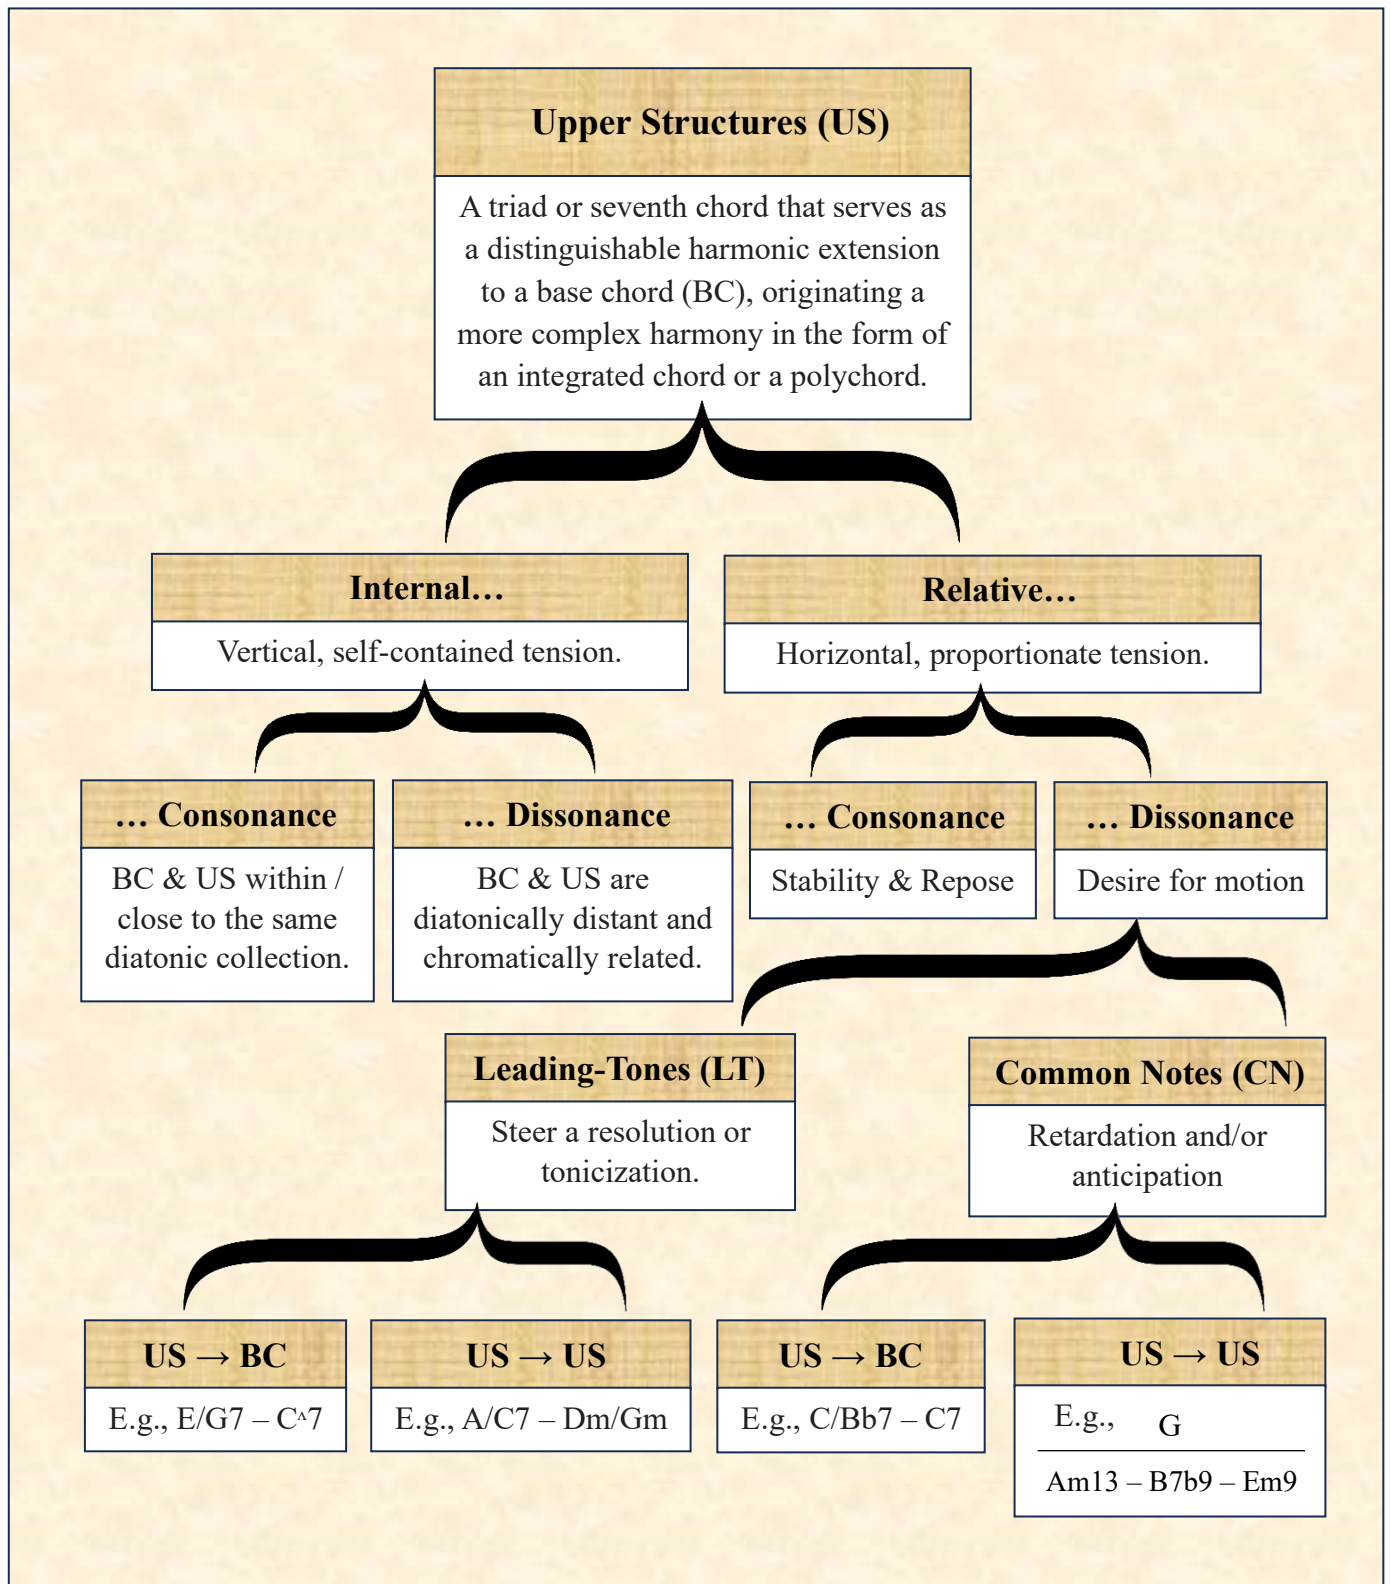 Upper Structures (US)
A triad or seventh chord that serves as
a distinguishable harmonic extension
to a base chord (BC), originating a
more complex harmony in the form of
an integrated chord or a polychord.
Internal…
Vertical, self-contained tension.
Relative…
Horizontal, proportionate tension.
… Consonance
BC & US within /
close to the same
diatonic collection.
… Dissonance
BC & US are
diatonically distant and
chromatically related.
… Consonance
Stability & Repose
… Dissonance
Desire for motion
Leading-Tones (LT)
Steer a resolution or
tonicization.
Common Notes (CN)
Retardation and/or
anticipation
US → BC
E.g., E/G7 – C^7
US → US
E.g., A/C7 – Dm/Gm
US → BC
E.g., C/Bb7 – C7
US → US
E.g., G
Am13 – B7b9 – Em9